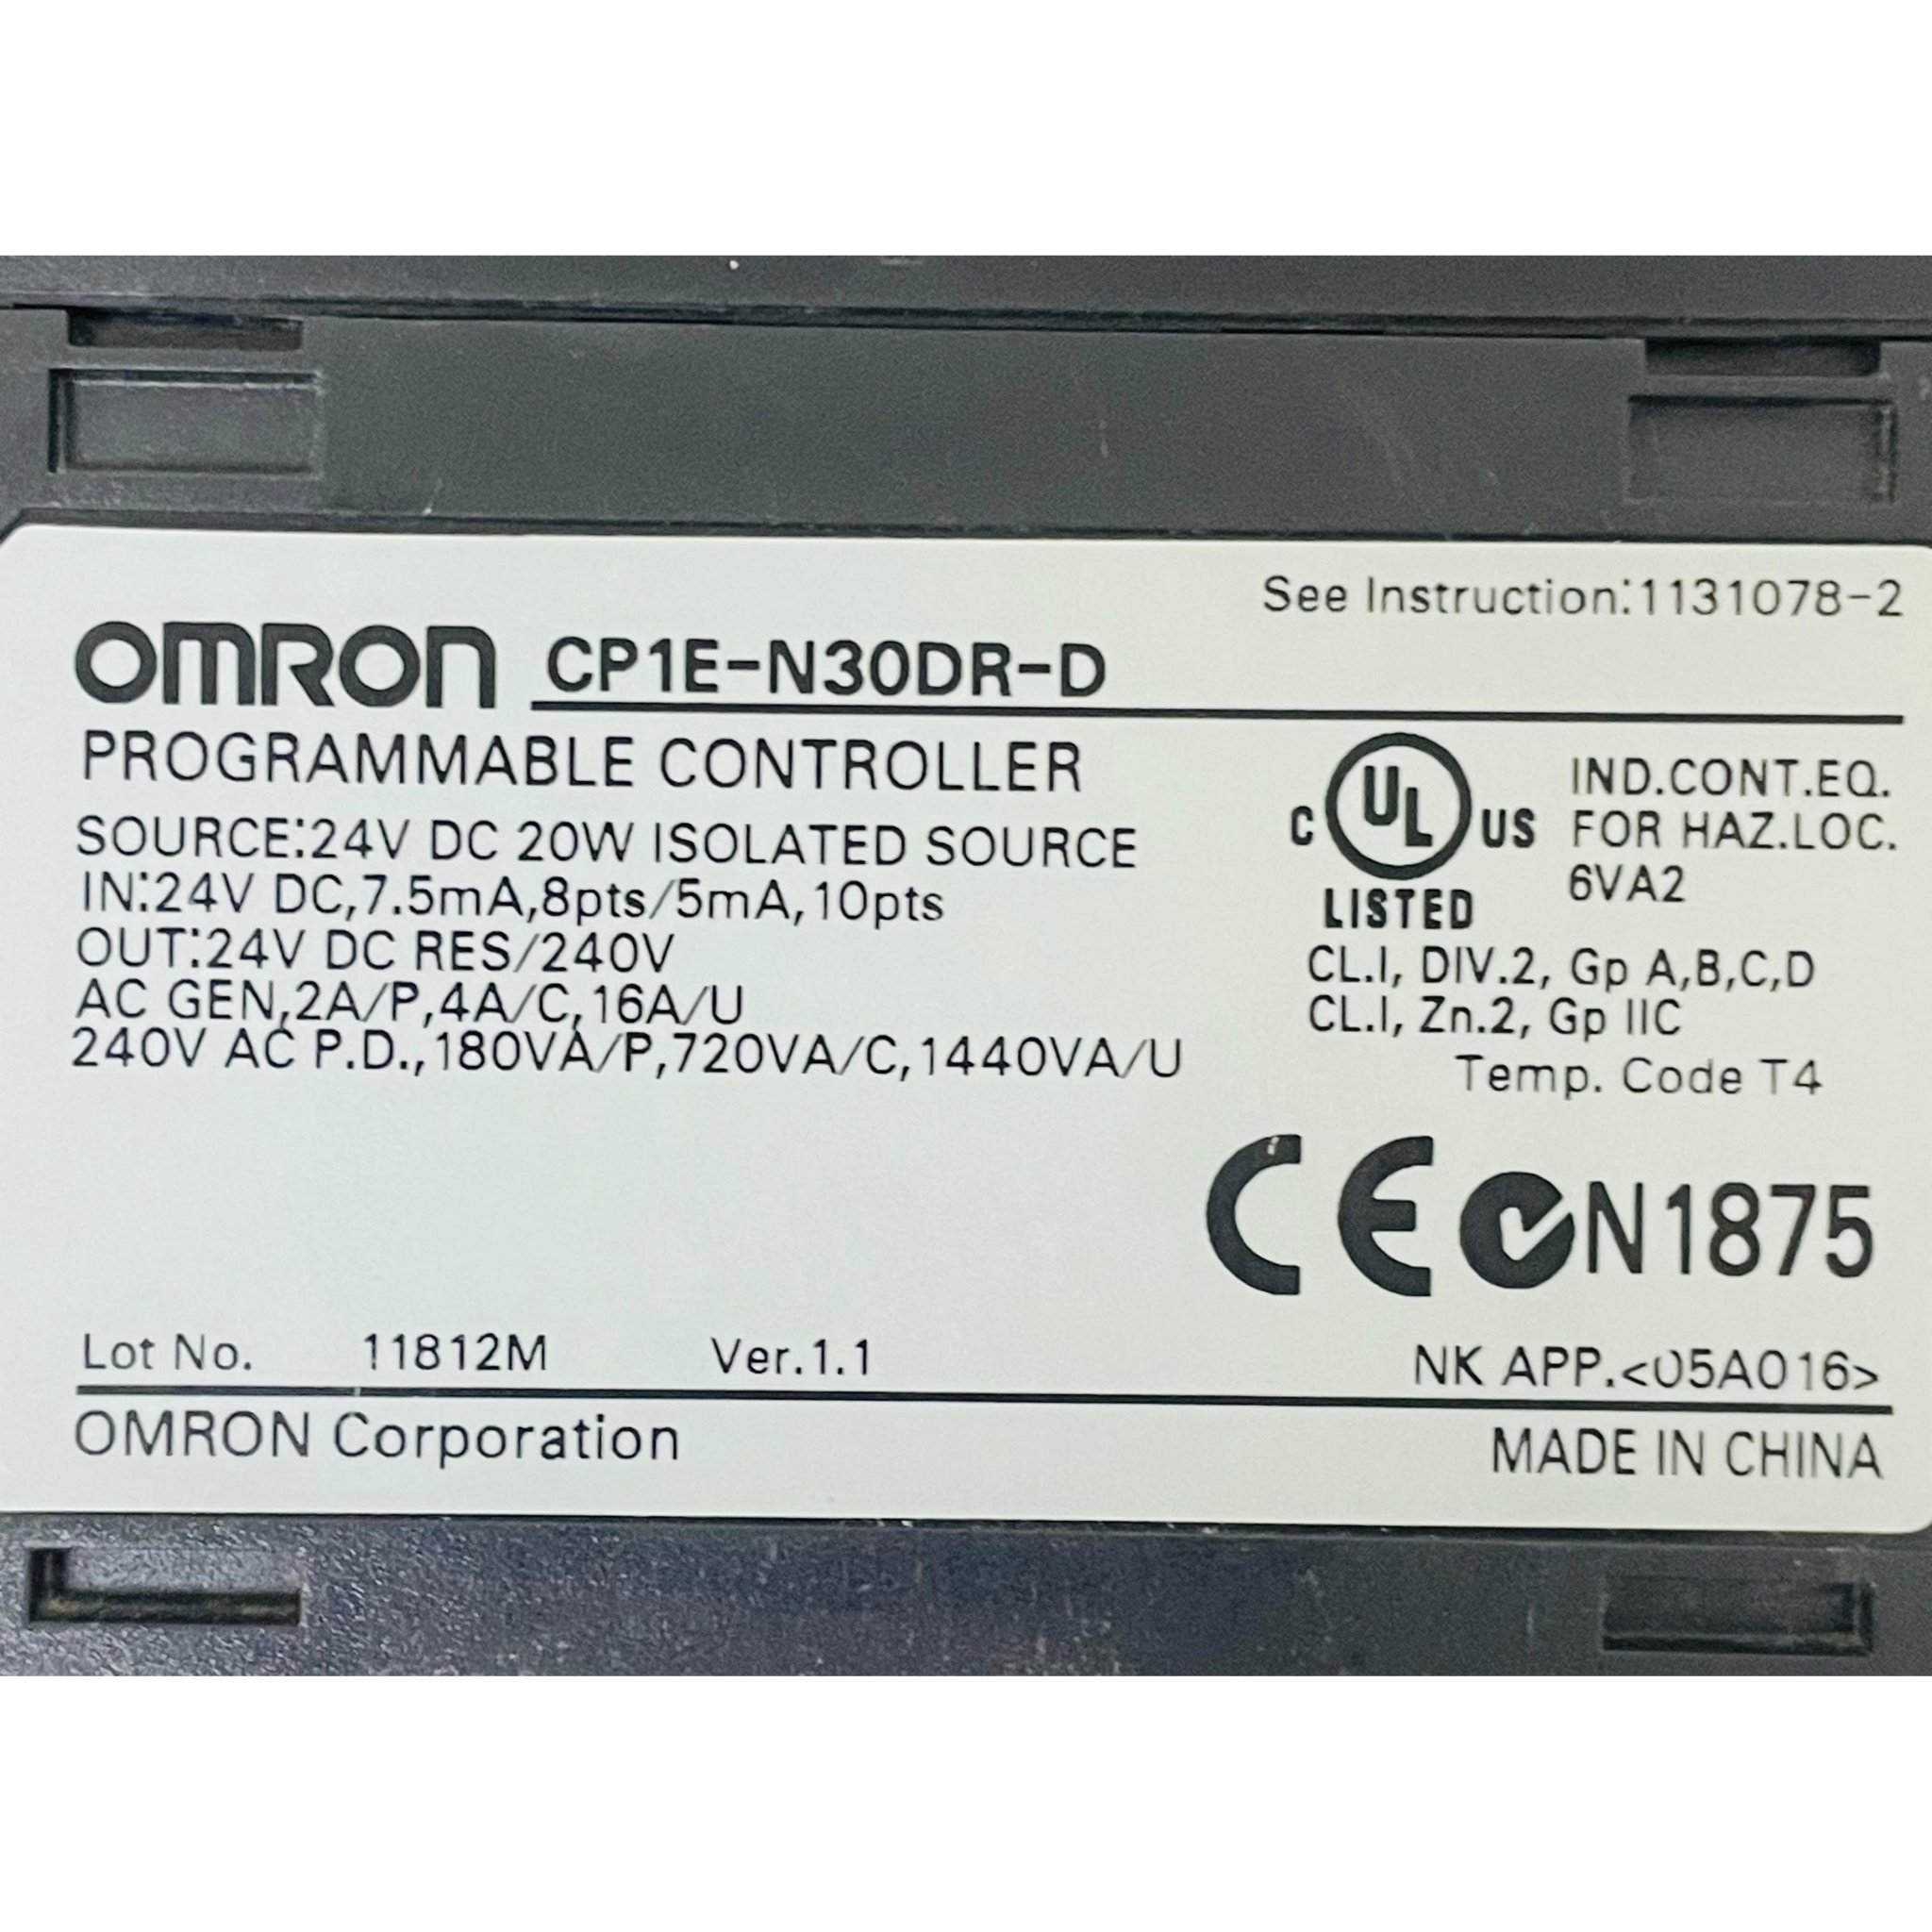 See Instruction:1131078-2
OMRON CP1E-N30DR-D
PROGRAMMABLE CONTROLLER
SOURCE:24V DC 20W ISOLATED SOURCE
IN:24V DC,7.5mA,8pts/5mA,10pts
OUT:24V DC RES/240V
AC GEN,2A/P,4A/C,16A/U
240V AC P.D.,180VA/P,720VA/C,1440VA/U
C UL US
LISTED
IND.CONT.EQ.
FOR HAZ.LOC.
6VA2
CL.I, DIV.2, Gp A,B,C,D
CL.I, Zn.2, Gp IIC
Temp. Code T4
CE N1875
Lot No. 11812M Ver.1.1
NK APP.<05A016>
OMRON Corporation
MADE IN CHINA